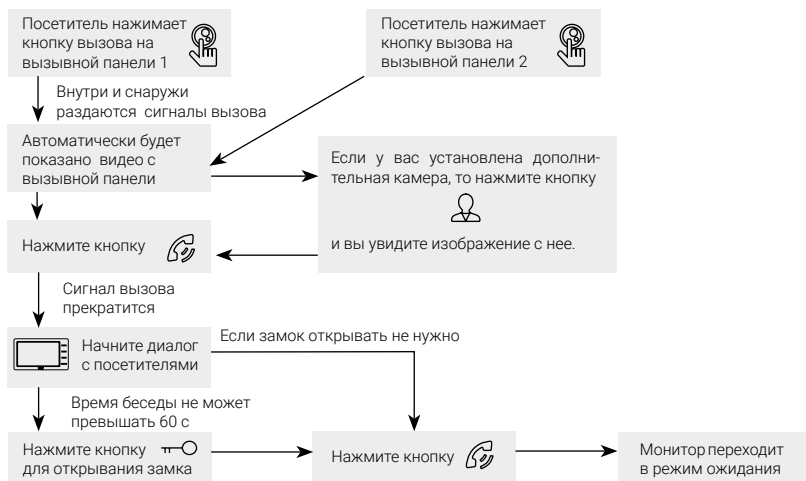 Посетитель нажимает
кнопку вызова на
вызывной панели 1
Посетитель нажимает
кнопку вызова на
вызывной панели 2
Внутри и снаружи
раздаются сигналы вызова
Автоматически будет
показано видео с
вызывной панели
Если у вас установлена дополни-
тельная камера, то нажмите кнопку
и вы увидите изображение с нее.
Нажмите кнопку
Сигнал вызова
прекратится
Начните диалог
с посетителями
Если замок открывать не нужно
Время беседы не может
превышать 60 с
Нажмите кнопку
для открывания замка
Нажмите кнопку
Монитор переходит
в режим ожидания